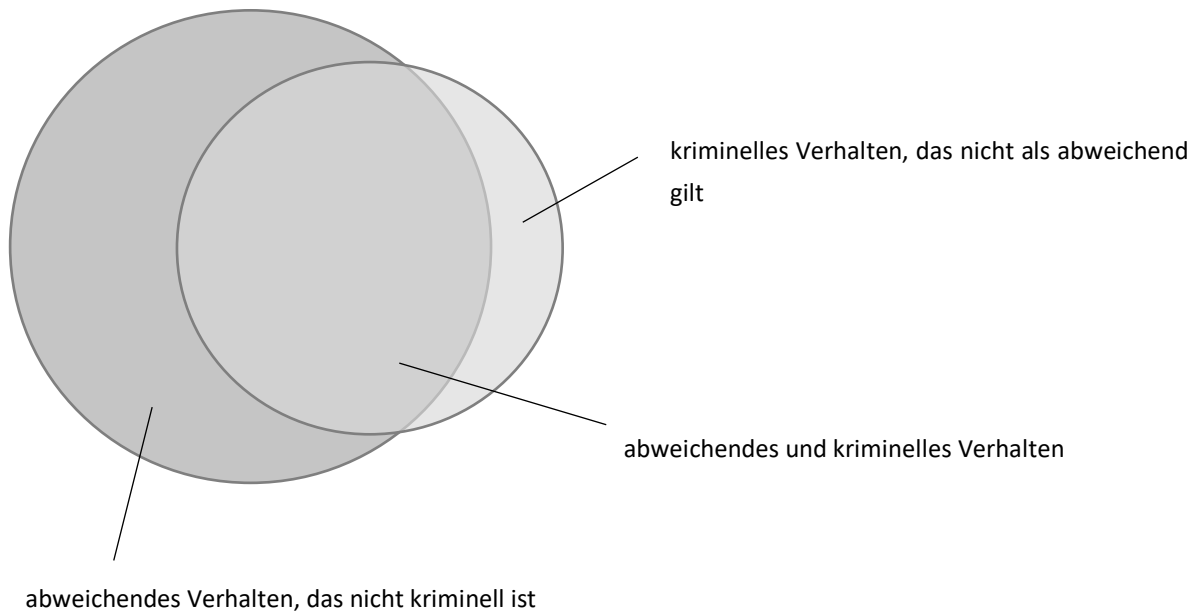 kriminelles Verhalten, das nicht als abweichend
gilt
abweichendes und kriminelles Verhalten
abweichendes Verhalten, das nicht kriminell ist